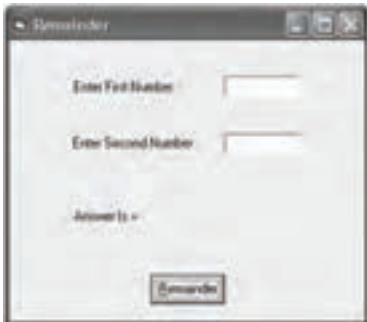 Remainder
Enter First Number
Enter Second Number
Answer Is =
Remainder